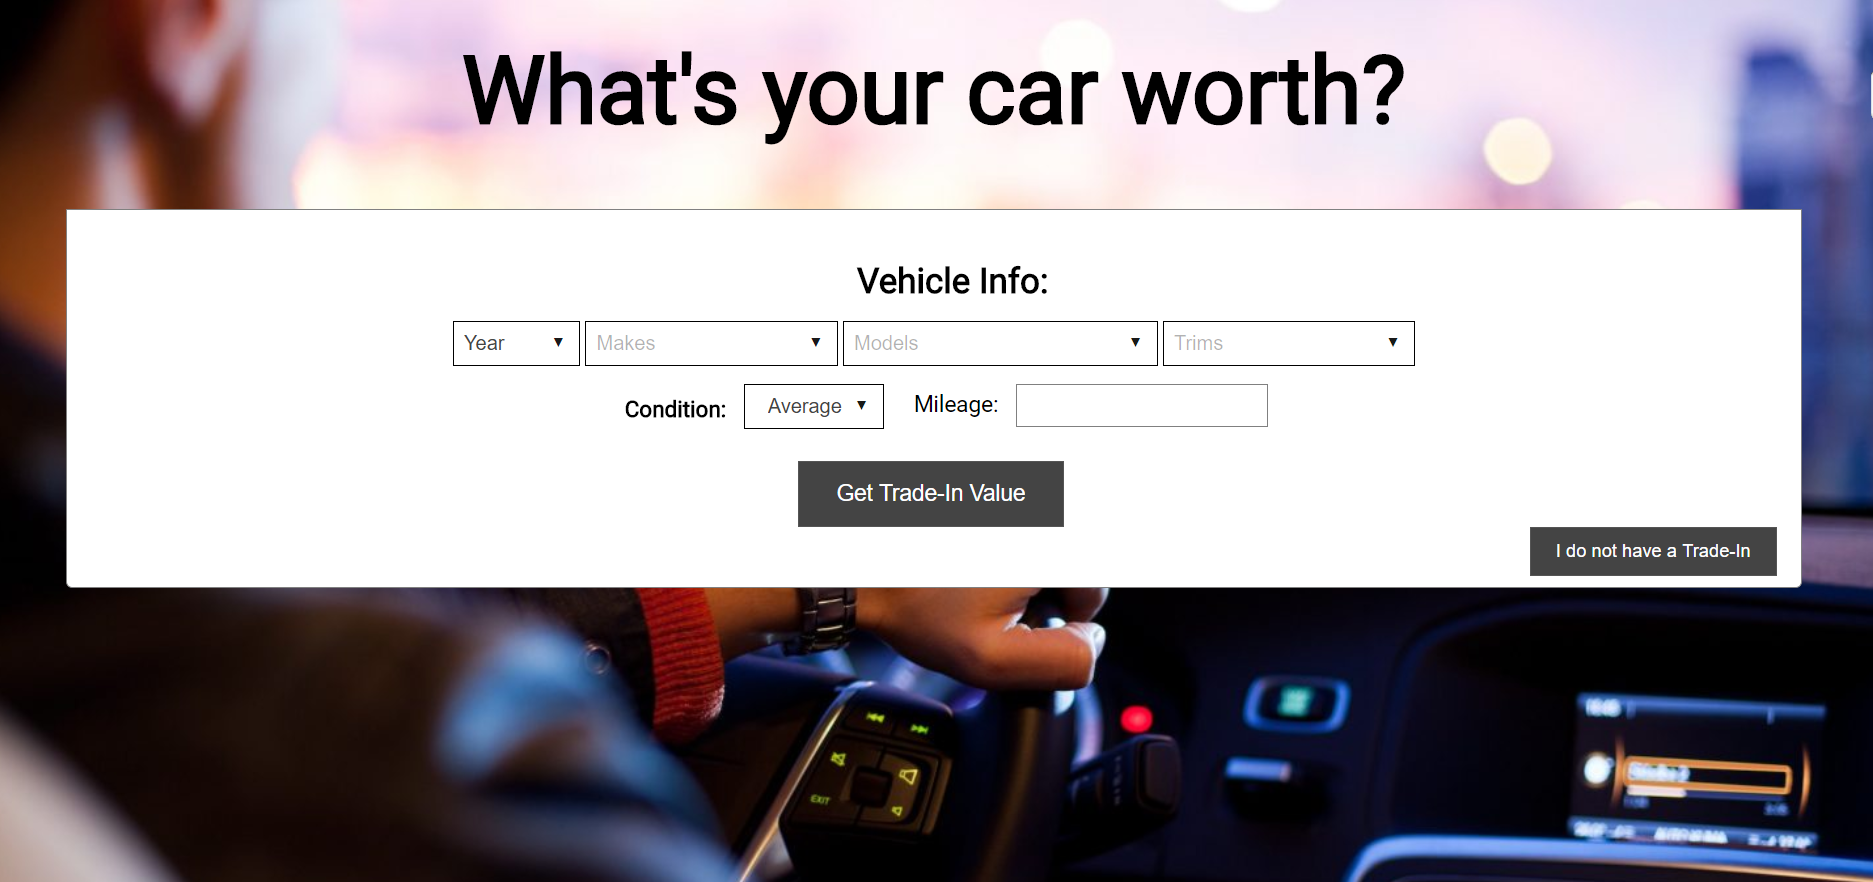 What's your car worth?
Vehicle Info:
Year ▼ Makes ▼ Models ▼ Trims ▼
Condition: Average ▼ Mileage:
Get Trade-In Value
I do not have a Trade-In
EXIT